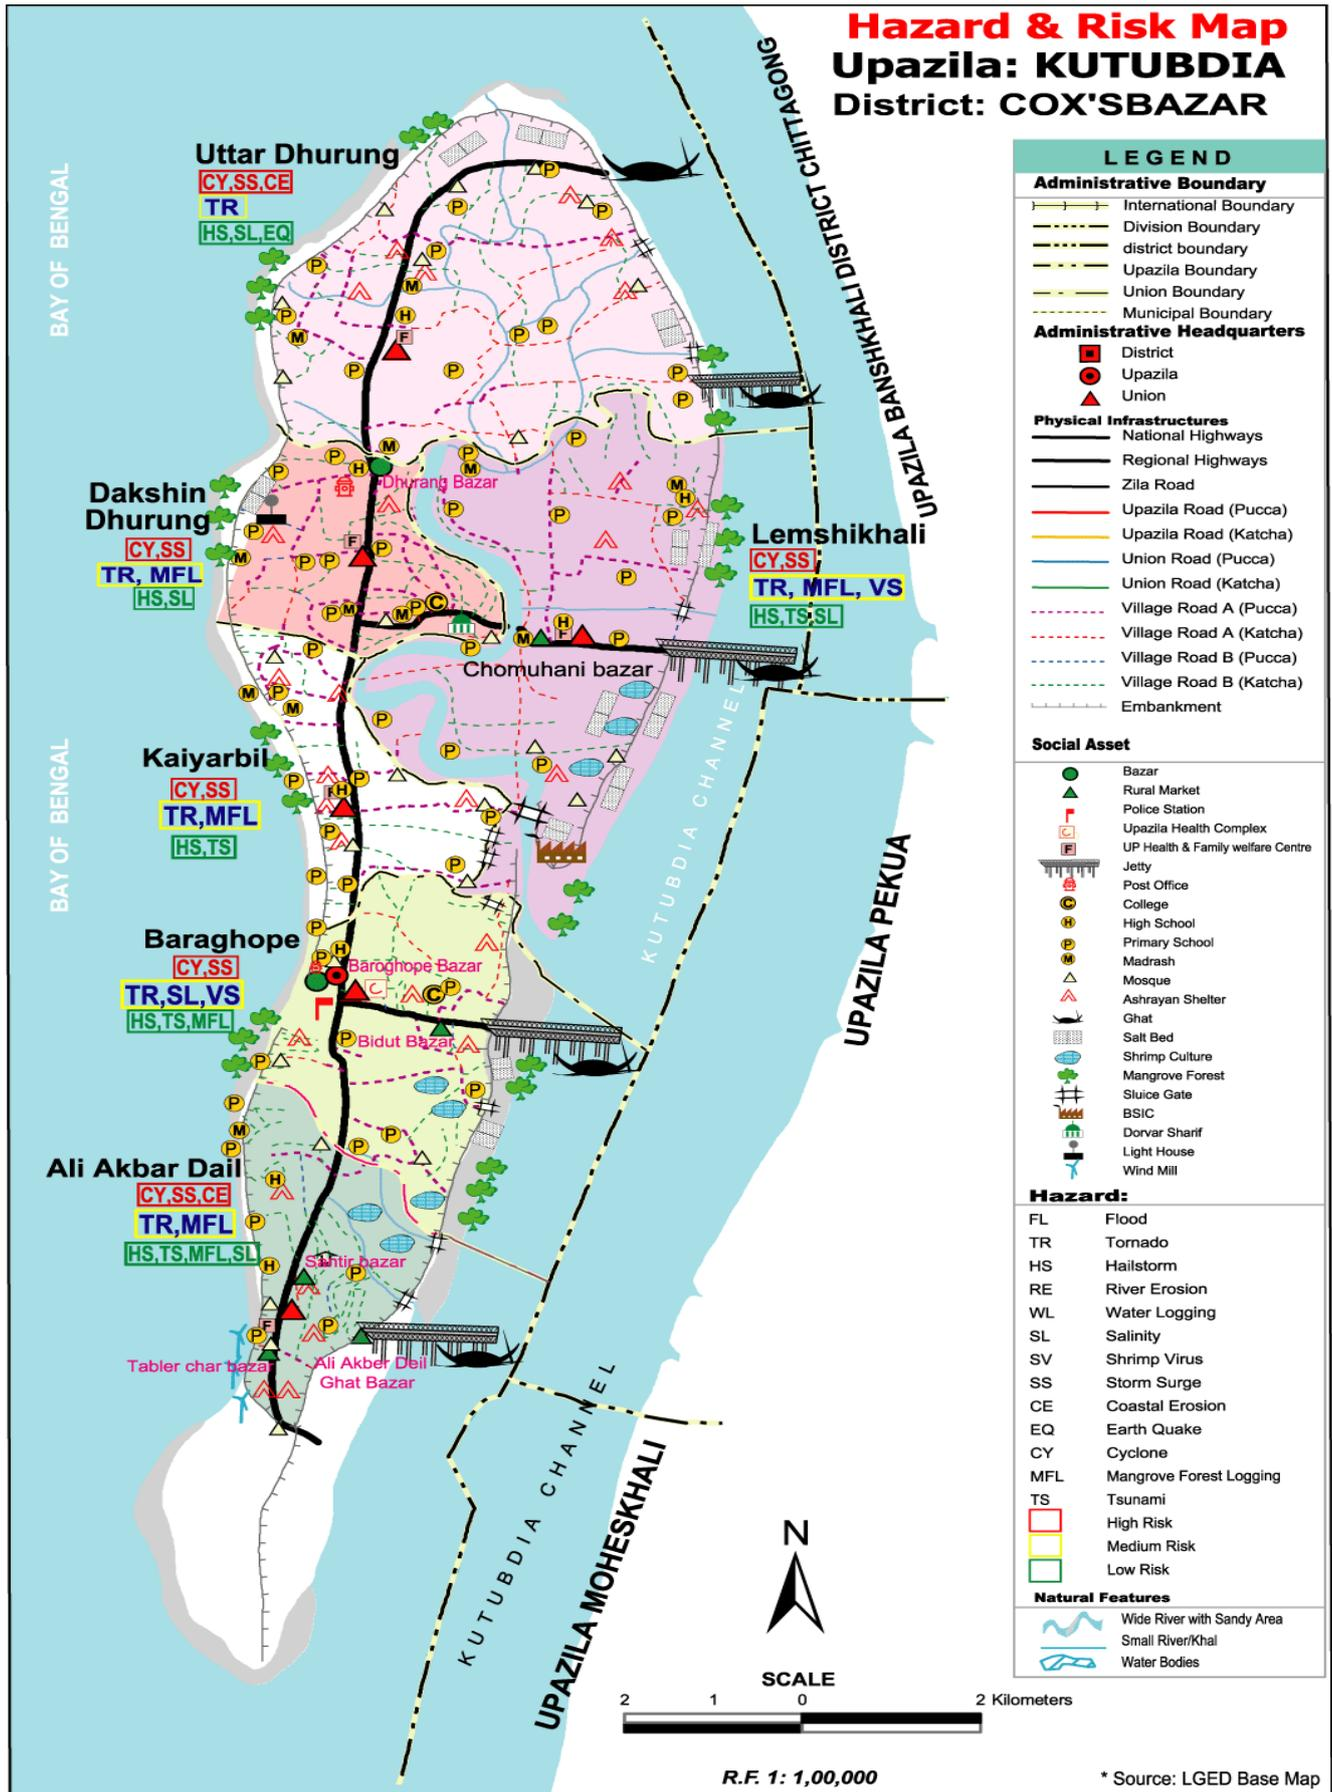 Hazard & Risk Map
Upazila: KUTUBDIA
District: COX'SBAZAR
BAY OF BENGAL
BAY OF BENGAL
UPAZILA BANSHKHALI DISTRICT CHITTAGONG
UPAZILA PEKUA
UPAZILA MOHESKHALI
KUTUBDIA CHANNEL
KUTUBDIA CHANNEL
Uttar Dhurung
CY,SS,CE
TR
HS,SL,EQ
Dhurang Bazar
Dakshin
Dhurung
CY,SS
TR, MFL
HS,SL
Lemshikhali
CY,SS
TR, MFL, VS
HS,TS,SL
Chomuhani bazar
Kaiyarbil
CY,SS
TR,MFL
HS,TS
Baraghope
CY,SS
TR,SL,VS
HS,TS,MFL
Baroghope Bazar
Bidut Bazar
Ali Akbar Dail
CY,SS,CE
TR,MFL
HS,TS,MFL,SL
Santir bazar
Tabler char bazar
Ali Akber Deil
Ghat Bazar
LEGEND
Administrative Boundary
International Boundary
Division Boundary
district boundary
Upazila Boundary
Union Boundary
Municipal Boundary
Administrative Headquarters
District
Upazila
Union
Physical Infrastructures
National Highways
Regional Highways
Zila Road
Upazila Road (Pucca)
Upazila Road (Katcha)
Union Road (Pucca)
Union Road (Katcha)
Village Road A (Pucca)
Village Road A (Katcha)
Village Road B (Pucca)
Village Road B (Katcha)
Embankment
Social Asset
Bazar
Rural Market
Police Station
C Upazila Health Complex
F UP Health & Family welfare Centre
Jetty
Post Office
C College
H High School
P Primary School
M Madrash
Mosque
Ashrayan Shelter
Ghat
Salt Bed
Shrimp Culture
Mangrove Forest
Sluice Gate
BSIC
Dorvar Sharif
Light House
Wind Mill
Hazard:
FL Flood
TR Tornado
HS Hailstorm
RE River Erosion
WL Water Logging
SL Salinity
SV Shrimp Virus
SS Storm Surge
CE Coastal Erosion
EQ Earth Quake
CY Cyclone
MFL Mangrove Forest Logging
TS Tsunami
High Risk
Medium Risk
Low Risk
Natural Features
Wide River with Sandy Area
Small River/Khal
Water Bodies
N
SCALE
2 1 0 2 Kilometers
R.F. 1: 1,00,000
* Source: LGED Base Map